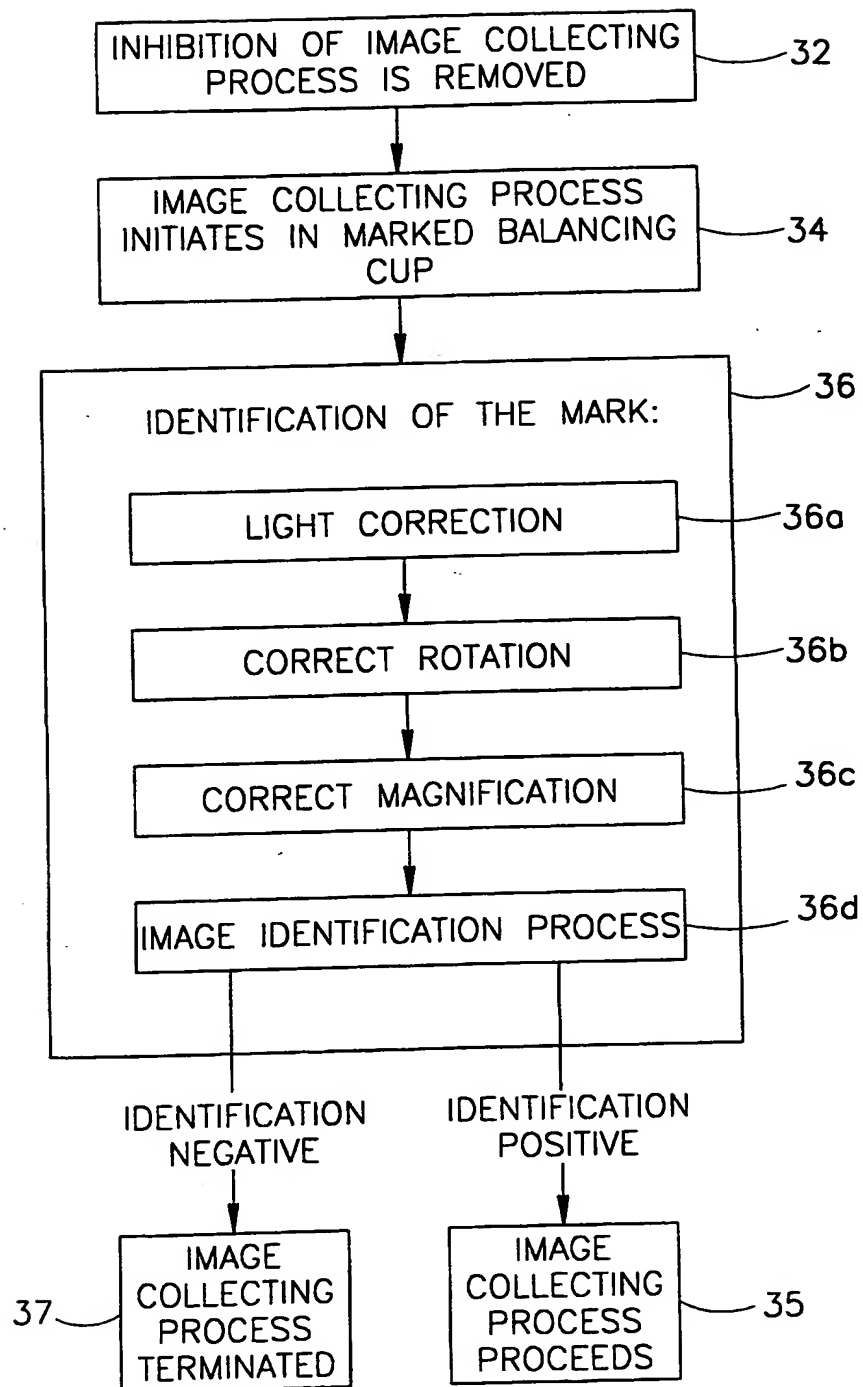 INHIBITION OF IMAGE COLLECTING
PROCESS IS REMOVED
32
IMAGE COLLECTING PROCESS
INITIATES IN MARKED BALANCING
CUP
34
36
IDENTIFICATION OF THE MARK:
LIGHT CORRECTION
36a
CORRECT ROTATION
36b
CORRECT MAGNIFICATION
36c
IMAGE IDENTIFICATION PROCESS
36d
IDENTIFICATION
NEGATIVE
IDENTIFICATION
POSITIVE
IMAGE
COLLECTING
PROCESS
TERMINATED
37
IMAGE
COLLECTING
PROCESS
PROCEEDS
35